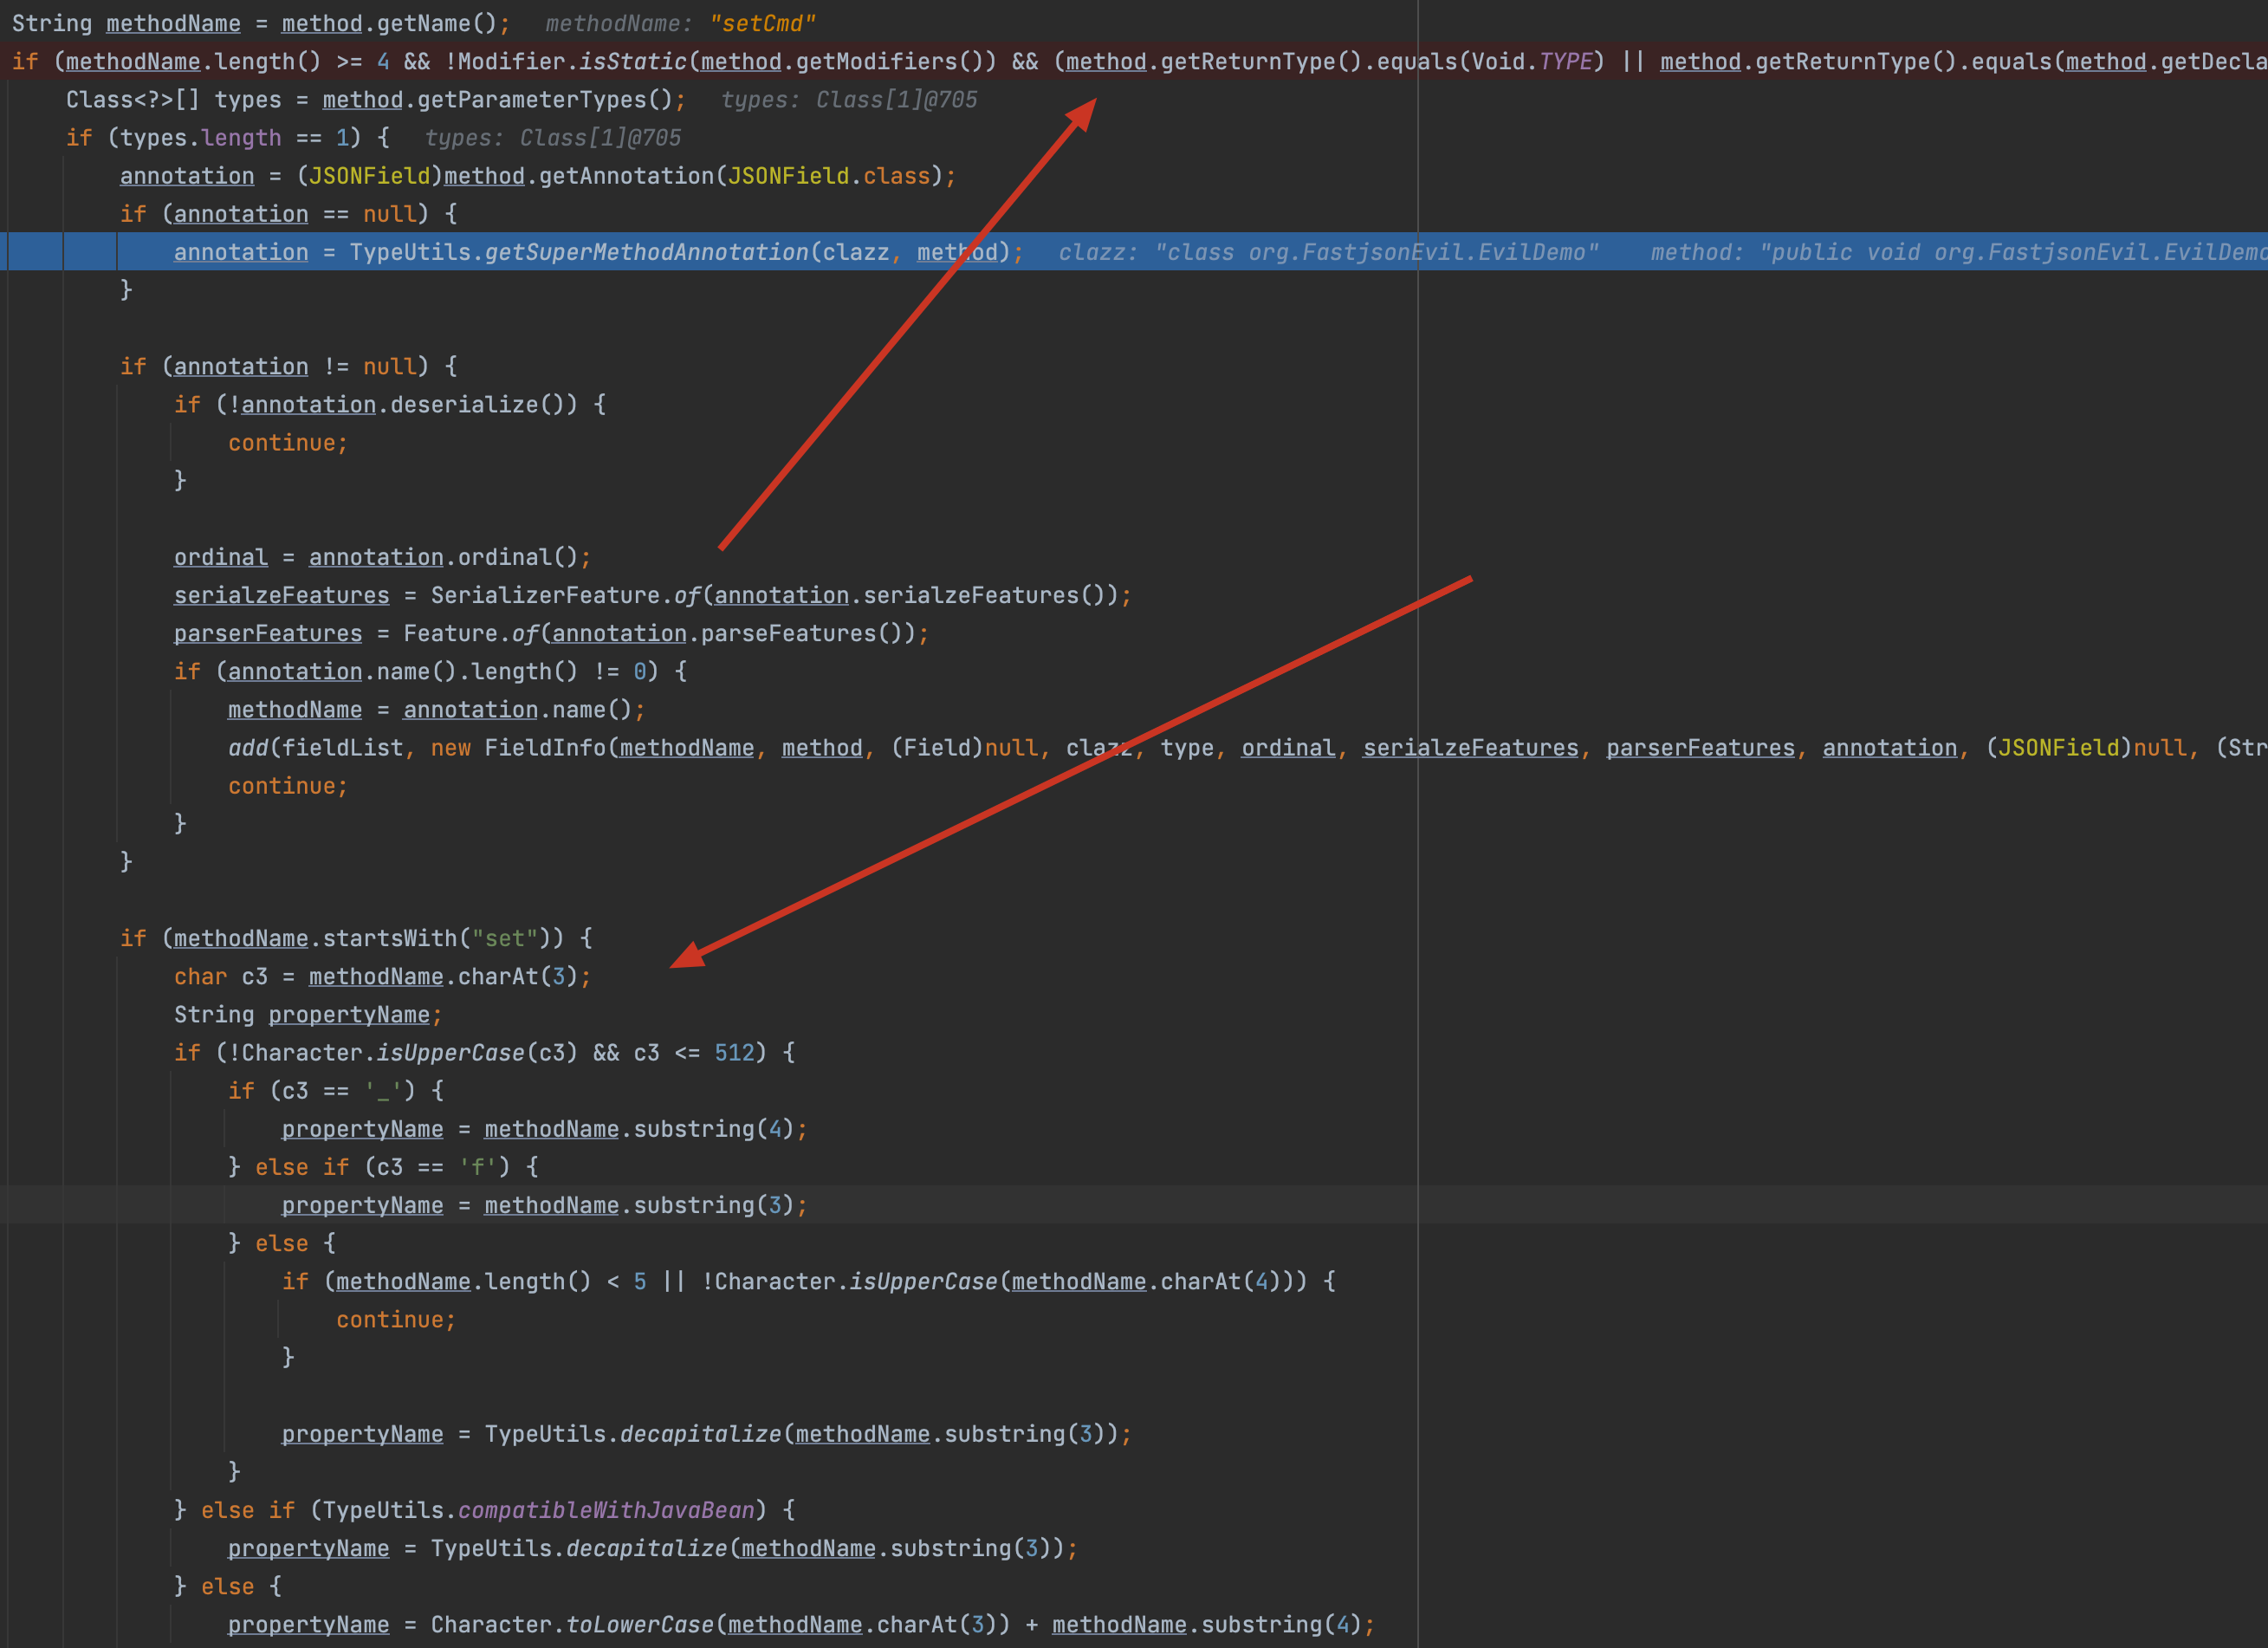 String methodName = method.getName();   methodName: "setCmd"
if (methodName.length() >= 4 && !Modifier.isStatic(method.getModifiers()) && (method.getReturnType().equals(Void.TYPE) || method.getReturnType().equals(method.getDecla
    Class<?>[] types = method.getParameterTypes();   types: Class[1]@705
    if (types.length == 1) {   types: Class[1]@705
        annotation = (JSONField)method.getAnnotation(JSONField.class);
        if (annotation == null) {
            annotation = TypeUtils.getSuperMethodAnnotation(clazz, method);   clazz: "class org.FastjsonEvil.EvilDemo"    method: "public void org.FastjsonEvil.EvilDemo
        }
        if (annotation != null) {
            if (!annotation.deserialize()) {
                continue;
            }
            ordinal = annotation.ordinal();
            serialzeFeatures = SerializerFeature.of(annotation.serialzeFeatures());
            parserFeatures = Feature.of(annotation.parseFeatures());
            if (annotation.name().length() != 0) {
                methodName = annotation.name();
                add(fieldList, new FieldInfo(methodName, method, (Field)null, clazz, type, ordinal, serialzeFeatures, parserFeatures, annotation, (JSONField)null, (Str
                continue;
            }
        }
        if (methodName.startsWith("set")) {
            char c3 = methodName.charAt(3);
            String propertyName;
            if (!Character.isUpperCase(c3) && c3 <= 512) {
                if (c3 == '_') {
                    propertyName = methodName.substring(4);
                } else if (c3 == 'f') {
                    propertyName = methodName.substring(3);
                } else {
                    if (methodName.length() < 5 || !Character.isUpperCase(methodName.charAt(4))) {
                        continue;
                    }
                    propertyName = TypeUtils.decapitalize(methodName.substring(3));
                }
            } else if (TypeUtils.compatibleWithJavaBean) {
                propertyName = TypeUtils.decapitalize(methodName.substring(3));
            } else {
                propertyName = Character.toLowerCase(methodName.charAt(3)) + methodName.substring(4);